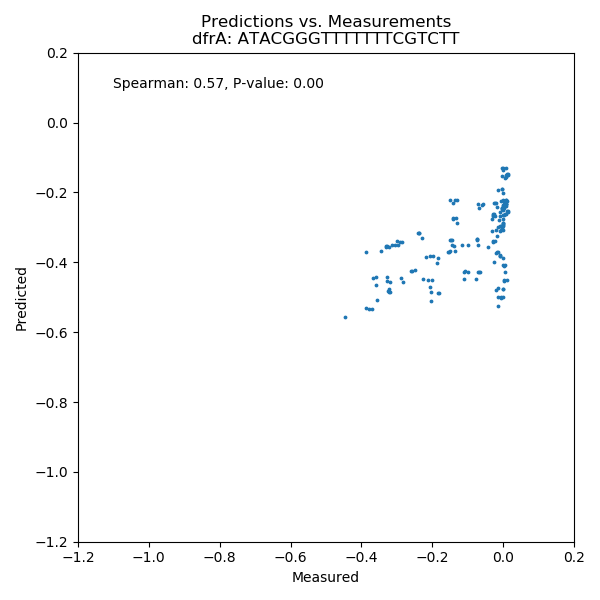 Predictions vs. Measurements
dfrA: ATACGGGTTTTTTTCGTCTT
Spearman: 0.57, P-value: 0.00
0.2
0.0
−0.2
−0.4
−0.6
−0.8
−1.0
−1.2
Predicted
−1.2 −1.0 −0.8 −0.6 −0.4 −0.2 0.0 0.2
Measured